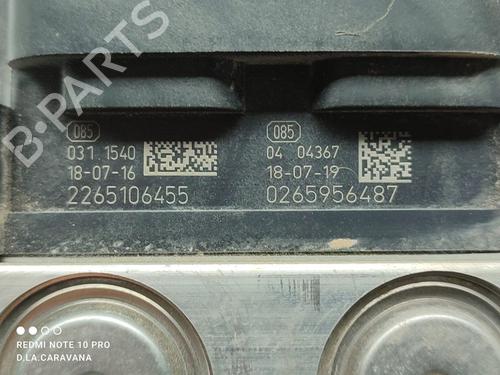 B-PARTS
085
031 1540
18-07-16
2265106455
085
04 04367
18-07-19
0265956487
REDMI NOTE 10 PRO
D.LA.CARAVANA